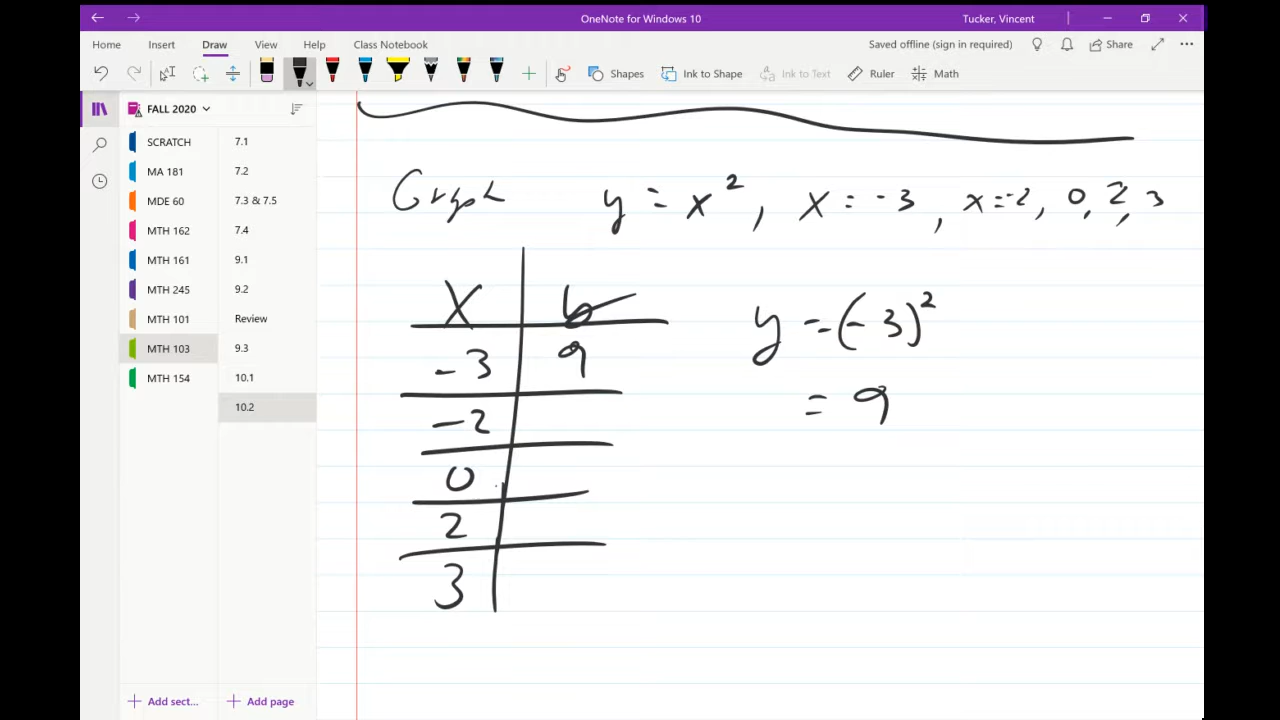 OneNote for Windows 10
Tucker, Vincent
Home Insert Draw View Help Class Notebook
Saved offline (sign in required) Share
Shapes Ink to Shape Ink to Text Ruler Math
FALL 2020
SCRATCH
MA 181
MDE 60
MTH 162
MTH 161
MTH 245
MTH 101
MTH 103
MTH 154
7.1
7.2
7.3 & 7.5
7.4
9.1
9.2
Review
9.3
10.1
10.2
Graph y = x², x = -3, x = -2, 0, 2, 3
x
-3 9
-2
0
2
3
y = (-3)²
= 9
+ Add sect...
+ Add page